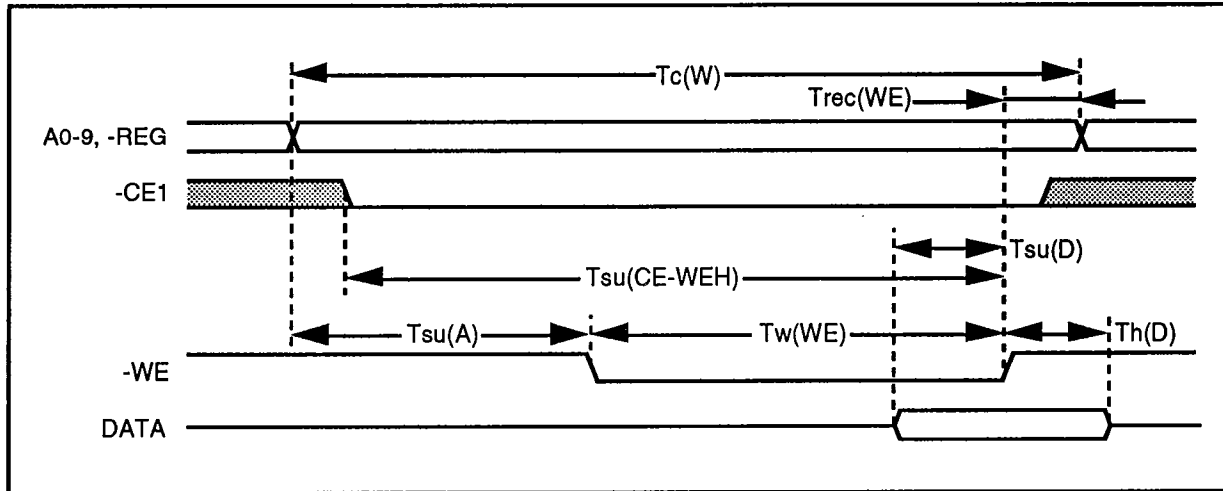 Tc(W)
Trec(WE)
A0-9, -REG
-CE1
Tsu(D)
Tsu(CE-WEH)
Tsu(A)
Tw(WE)
Th(D)
-WE
DATA